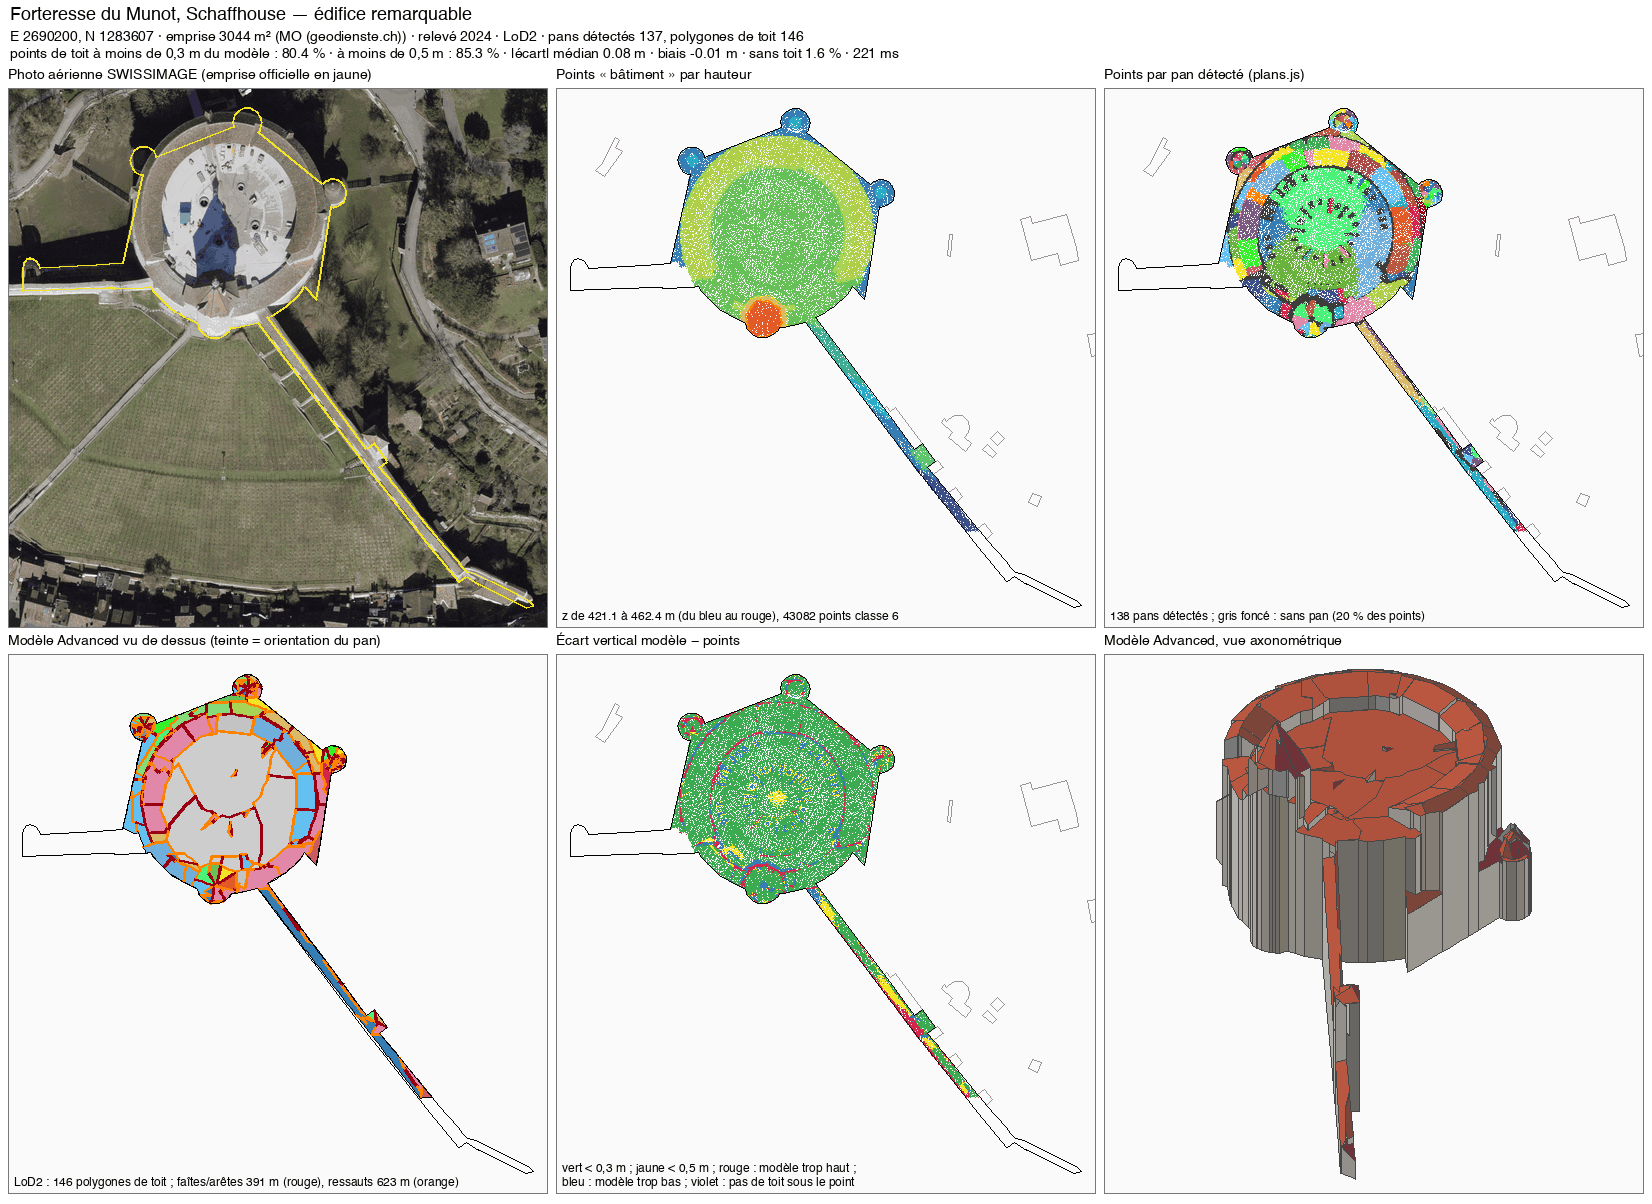 Forteresse du Munot, Schaffhouse — édifice remarquable
E 2690200, N 1283607 · emprise 3044 m² (MO (geodienste.ch)) · relevé 2024 · LoD2 · pans détectés 137, polygones de toit 146
points de toit à moins de 0,3 m du modèle : 80.4 % · à moins de 0,5 m : 85.3 % · lécartl médian 0.08 m · biais -0.01 m · sans toit 1.6 % · 221 ms
Photo aérienne SWISSIMAGE (emprise officielle en jaune)
Points « bâtiment » par hauteur
z de 421.1 à 462.4 m (du bleu au rouge), 43082 points classe 6
Points par pan détecté (plans.js)
138 pans détectés ; gris foncé : sans pan (20 % des points)
Modèle Advanced vu de dessus (teinte = orientation du pan)
LoD2 : 146 polygones de toit ; faîtes/arêtes 391 m (rouge), ressauts 623 m (orange)
Écart vertical modèle – points
vert < 0,3 m ; jaune < 0,5 m ; rouge : modèle trop haut ;
bleu : modèle trop bas ; violet : pas de toit sous le point
Modèle Advanced, vue axonométrique